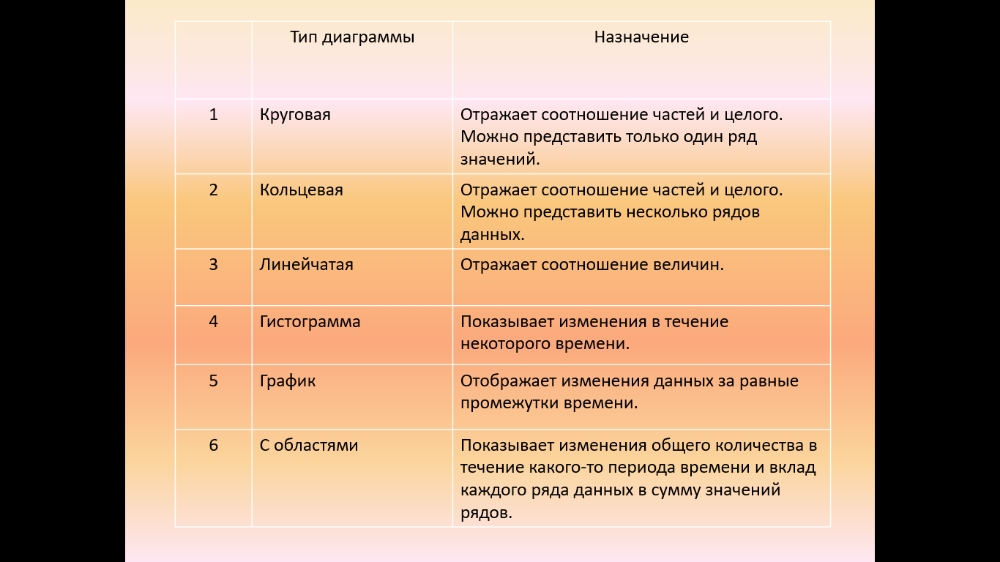 Тип диаграммы
Назначение
1
Круговая
Отражает соотношение частей и целого.
Можно представить только один ряд
значений.
2
Кольцевая
Отражает соотношение частей и целого.
Можно представить несколько рядов
данных.
3
Линейчатая
Отражает соотношение величин.
4
Гистограмма
Показывает изменения в течение
некоторого времени.
5
График
Отображает изменения данных за равные
промежутки времени.
6
С областями
Показывает изменения общего количества в
течение какого-то периода времени и вклад
каждого ряда данных в сумму значений
рядов.